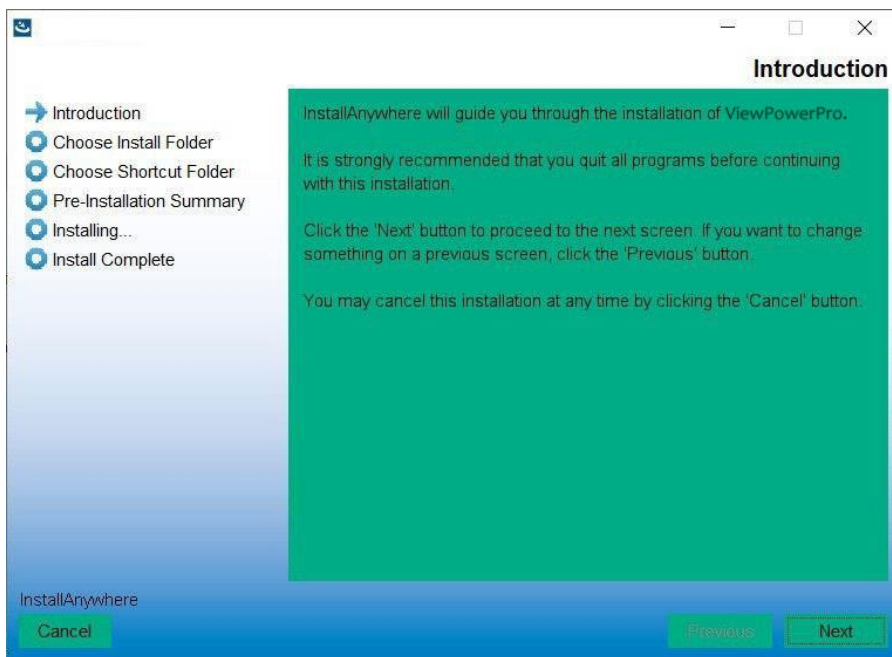 Introduction
Introduction
Choose Install Folder
Choose Shortcut Folder
Pre-Installation Summary
Installing...
Install Complete
InstallAnywhere will guide you through the installation of ViewPowerPro.
It is strongly recommended that you quit all programs before continuing
with this installation.
Click the 'Next' button to proceed to the next screen. If you want to change
something on a previous screen, click the 'Previous' button.
You may cancel this installation at any time by clicking the 'Cancel' button.
InstallAnywhere
Cancel
Previous
Next